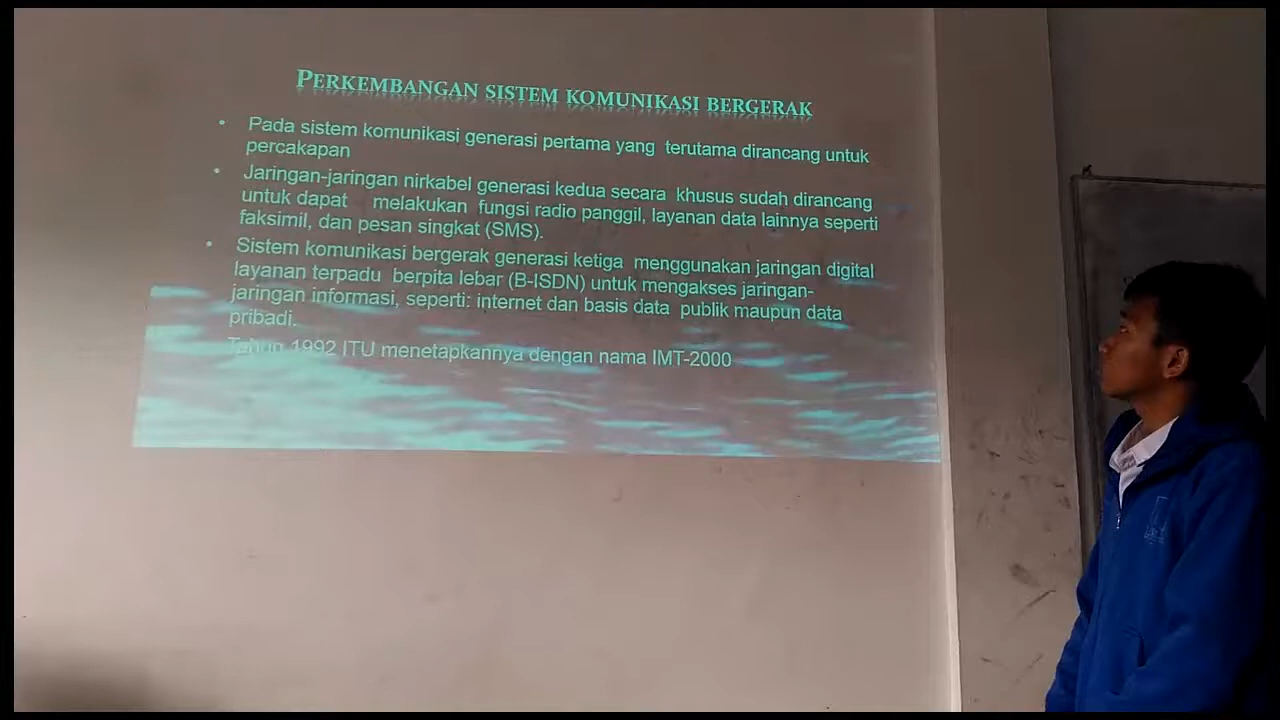 PERKEMBANGAN SISTEM KOMUNIKASI BERGERAK
• Pada sistem komunikasi generasi pertama yang terutama dirancang untuk
percakapan
• Jaringan-jaringan nirkabel generasi kedua secara khusus sudah dirancang
untuk dapat melakukan fungsi radio panggil, layanan data lainnya seperti
faksimil, dan pesan singkat (SMS).
• Sistem komunikasi bergerak generasi ketiga menggunakan jaringan digital
layanan terpadu berpita lebar (B-ISDN) untuk mengakses jaringan-
jaringan informasi, seperti: internet dan basis data publik maupun data
pribadi.
Tahun 1992 ITU menetapkannya dengan nama IMT-2000